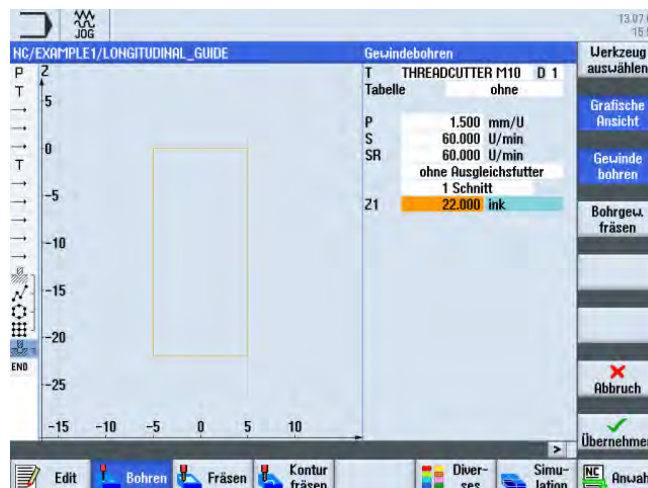 JOG
13.07.
NC/EXAMPLE1/LONGITUDINAL_GUIDE
Gewindebohren
Werkzeug
auswählen
P
Z
T THREADCUTTER M10 D 1
T
Tabelle ohne
5
Grafische
Ansicht
P 1.500 mm/U
S 60.000 U/min
0
SR 60.000 U/min
T
ohne Ausgleichsfutter
Gewinde
bohren
1 Schnitt
-5
Z1 22.000 ink
Bohrgew.
fräsen
-10
-15
-20
END
-25
Abbruch
-15 -10 -5 0 5 10
Übernehmen
>
Edit
Bohren
Fräsen
Kontur
fräsen
Diver-
ses
Simu-
lation
NC